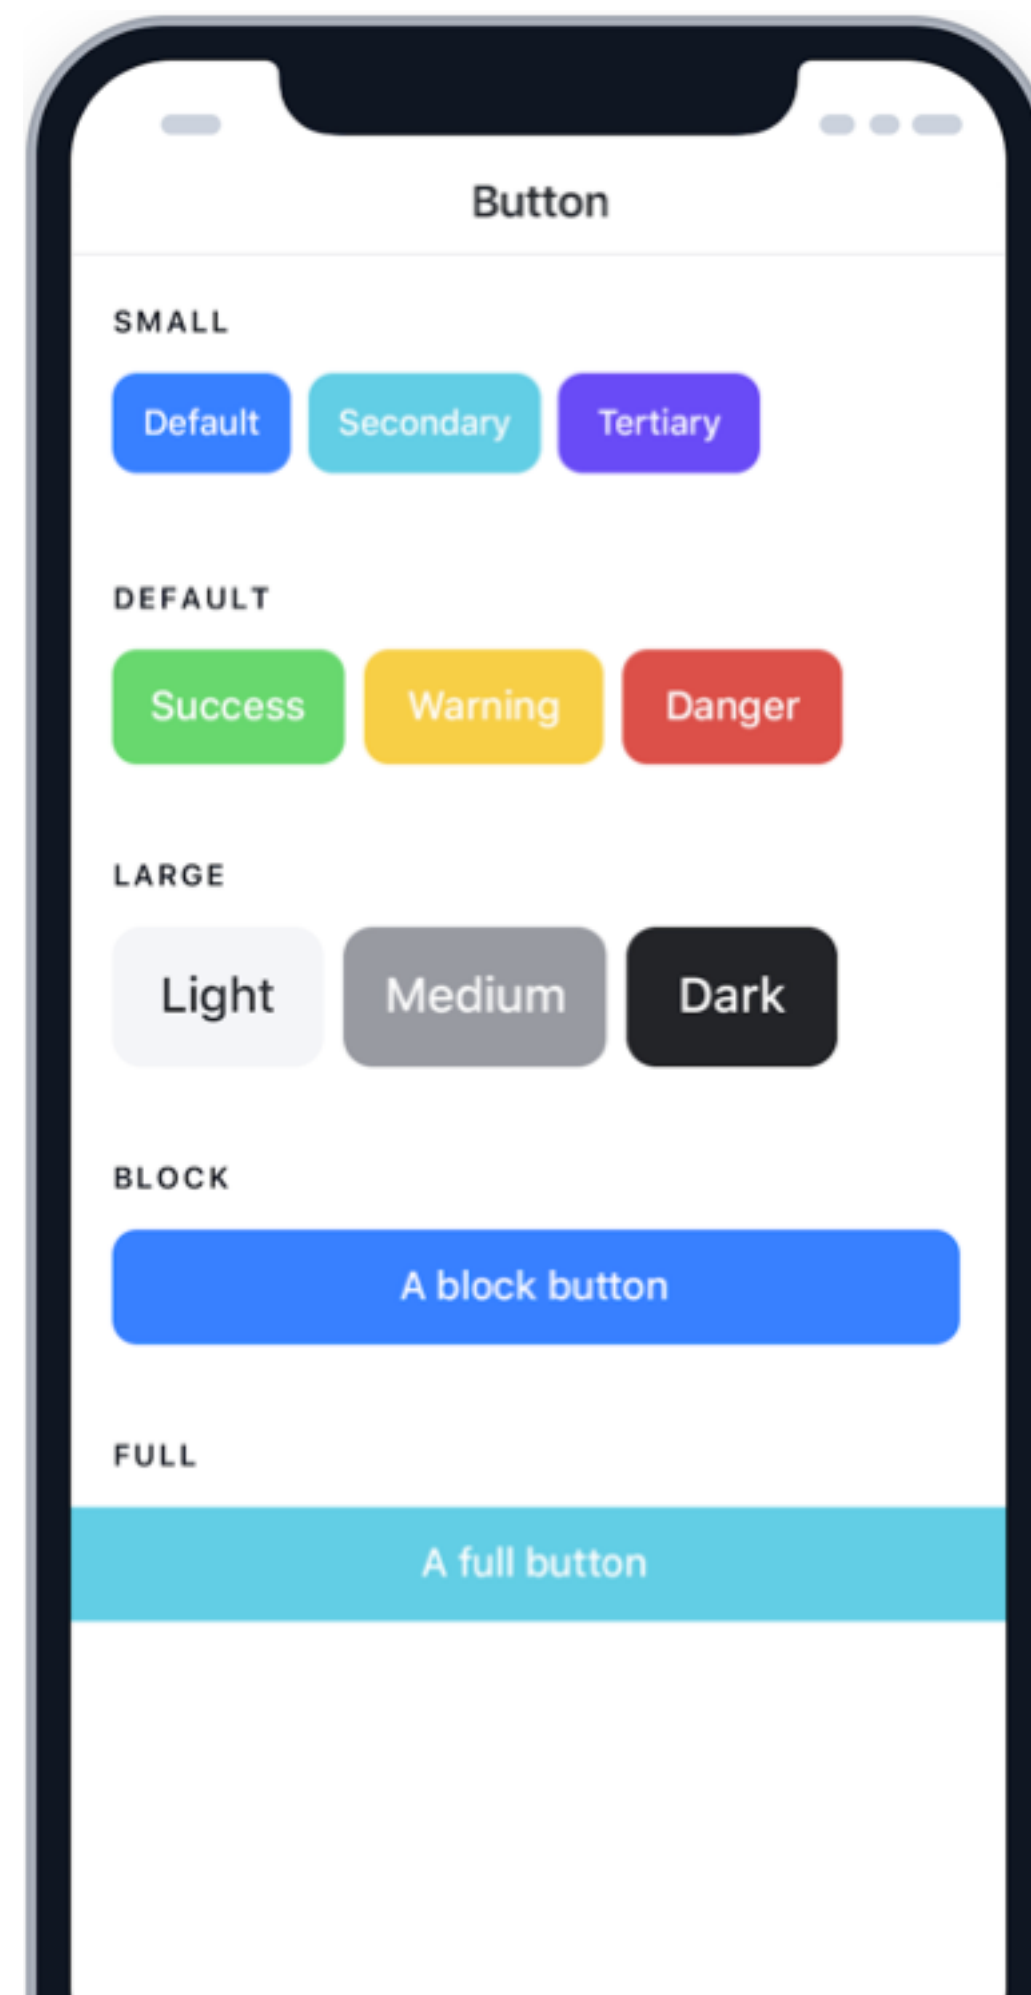 Button
SMALL
Default Secondary Tertiary
DEFAULT
Success Warning Danger
LARGE
Light Medium Dark
BLOCK
A block button
FULL
A full button